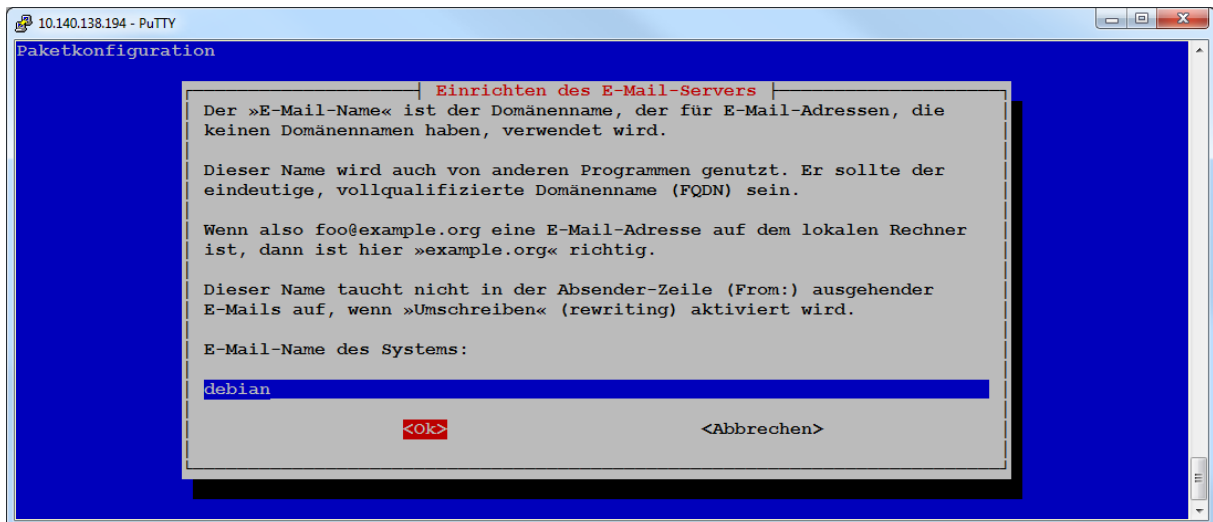 10.140.138.194 - PuTTY
Paketkonfiguration
Einrichten des E-Mail-Servers
Der »E-Mail-Name« ist der Domänenname, der für E-Mail-Adressen, die
keinen Domänennamen haben, verwendet wird.
Dieser Name wird auch von anderen Programmen genutzt. Er sollte der
eindeutige, vollqualifizierte Domänenname (FQDN) sein.
Wenn also foo@example.org eine E-Mail-Adresse auf dem lokalen Rechner
ist, dann ist hier »example.org« richtig.
Dieser Name taucht nicht in der Absender-Zeile (From:) ausgehender
E-Mails auf, wenn »Umschreiben« (rewriting) aktiviert wird.
E-Mail-Name des Systems:
debian
<Ok> <Abbrechen>